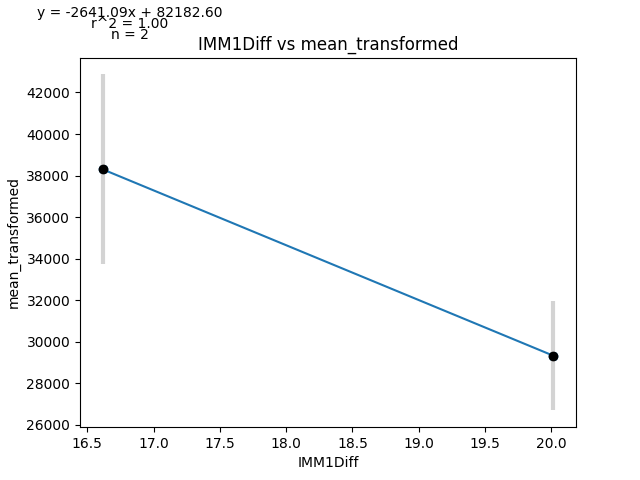 y = -2641.09x + 82182.60
r^2 = 1.00
n = 2
IMM1Diff vs mean_transformed
42000
40000
38000
36000
34000
32000
30000
28000
26000
mean_transformed
16.5 17.0 17.5 18.0 18.5 19.0 19.5 20.0
IMM1Diff